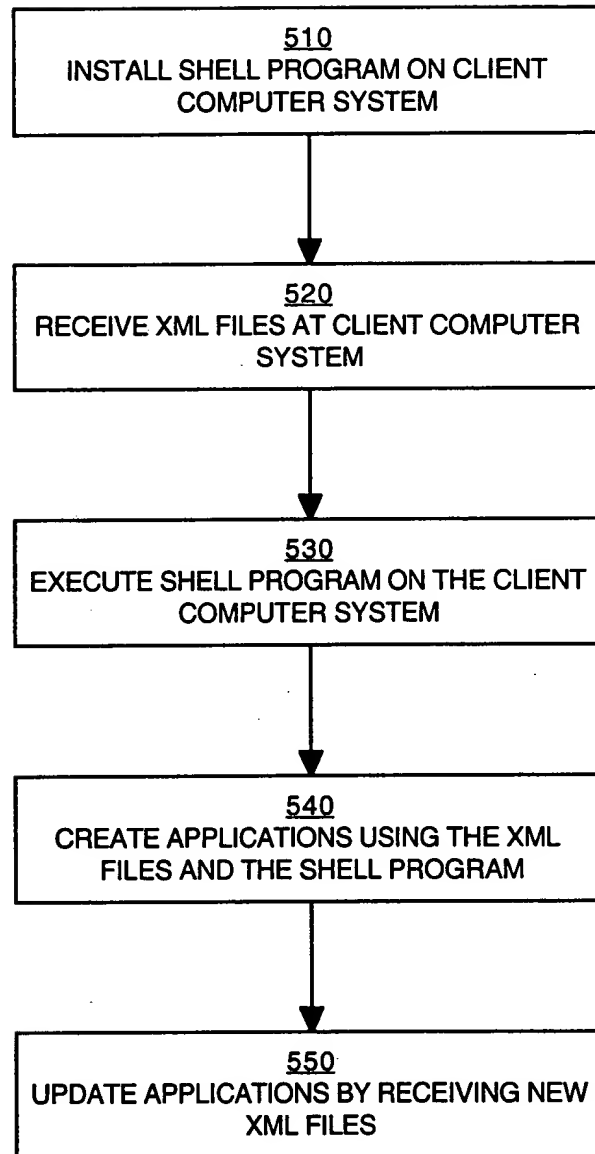 510
INSTALL SHELL PROGRAM ON CLIENT
COMPUTER SYSTEM
520
RECEIVE XML FILES AT CLIENT COMPUTER
SYSTEM
530
EXECUTE SHELL PROGRAM ON THE CLIENT
COMPUTER SYSTEM
540
CREATE APPLICATIONS USING THE XML
FILES AND THE SHELL PROGRAM
550
UPDATE APPLICATIONS BY RECEIVING NEW
XML FILES